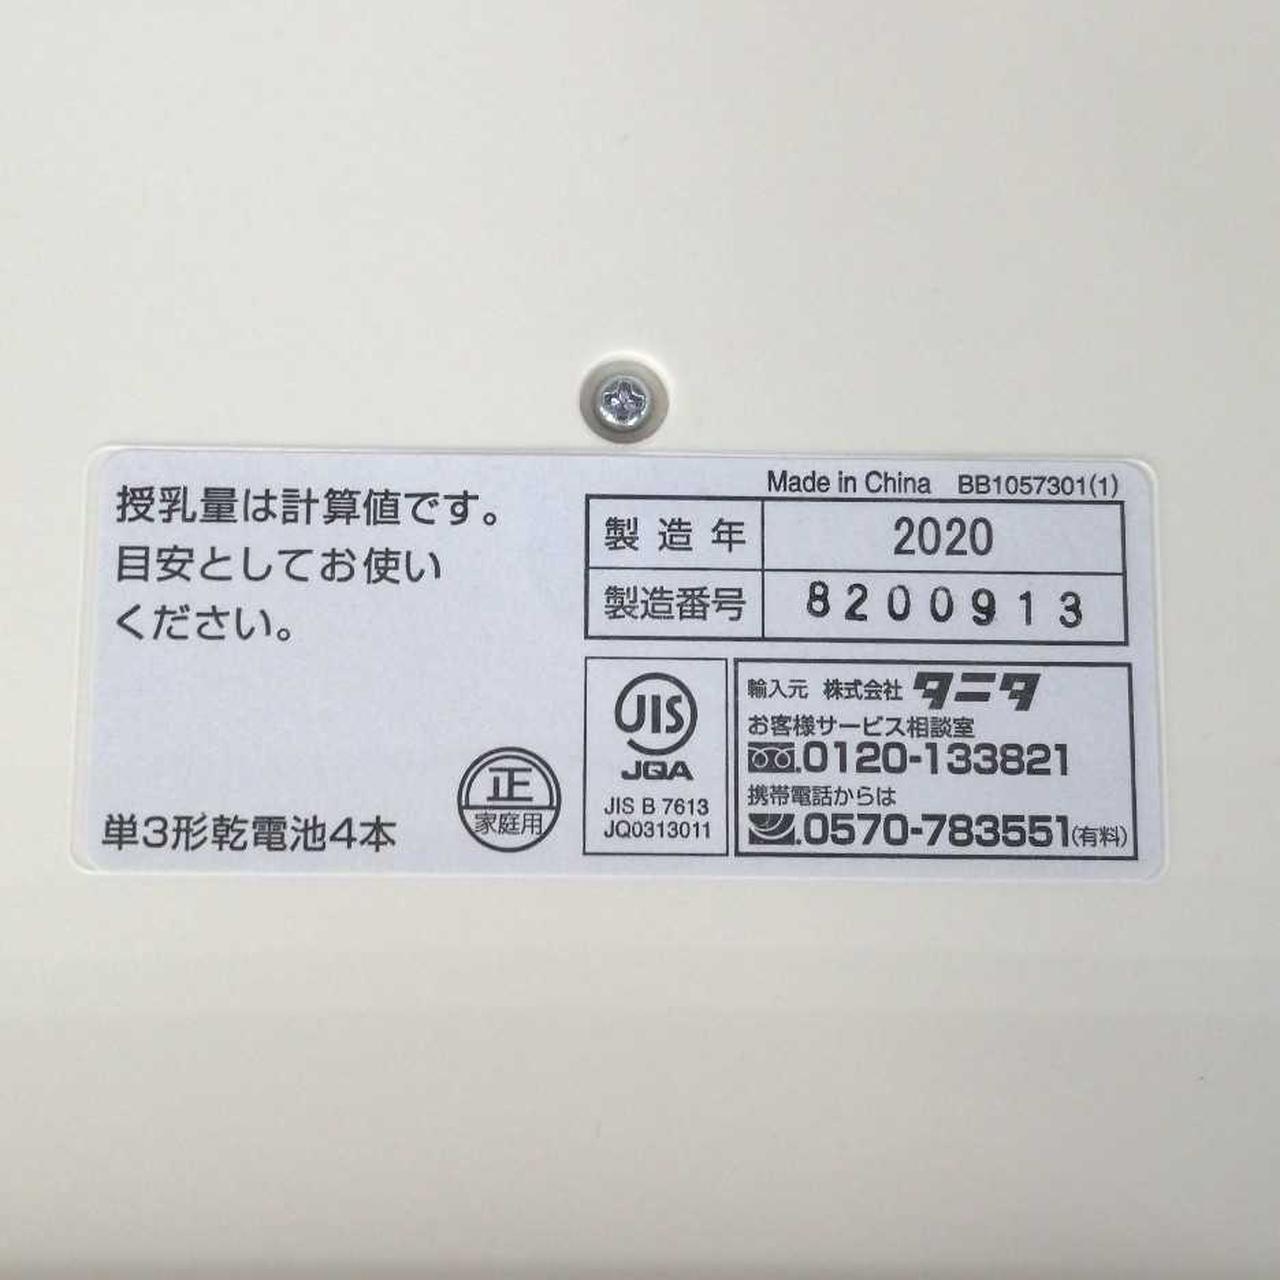 授乳量は計算値です。
目安としてお使い
ください。
単3形乾電池4本
正
家庭用
Made in China BB1057301(1)
製造年 2020
製造番号 8200913
JIS
JQA
JIS B 7613
JQ0313011
輸入元 株式会社 タニタ
お客様サービス相談室
0120-133821
携帯電話からは
0570-783551(有料)